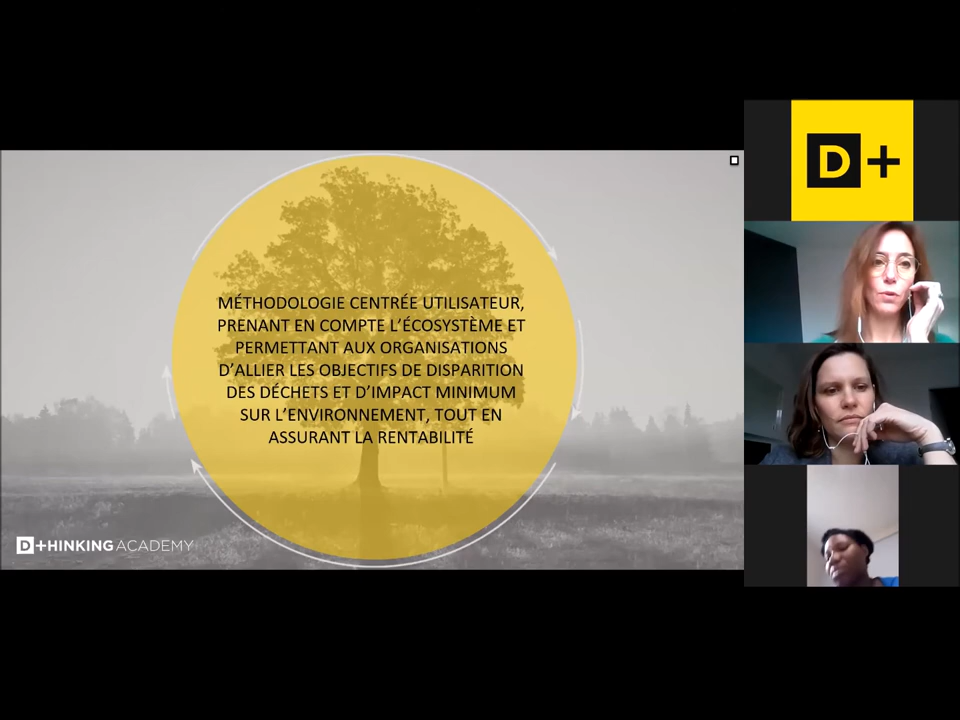 MÉTHODOLOGIE CENTRÉE UTILISATEUR,
PRENANT EN COMPTE L'ÉCOSYSTÈME ET
PERMETTANT AUX ORGANISATIONS
D'ALLIER LES OBJECTIFS DE DISPARITION
DES DÉCHETS ET D'IMPACT MINIMUM
SUR L'ENVIRONNEMENT, TOUT EN
ASSURANT LA RENTABILITÉ
D+HINKING ACADEMY
D+